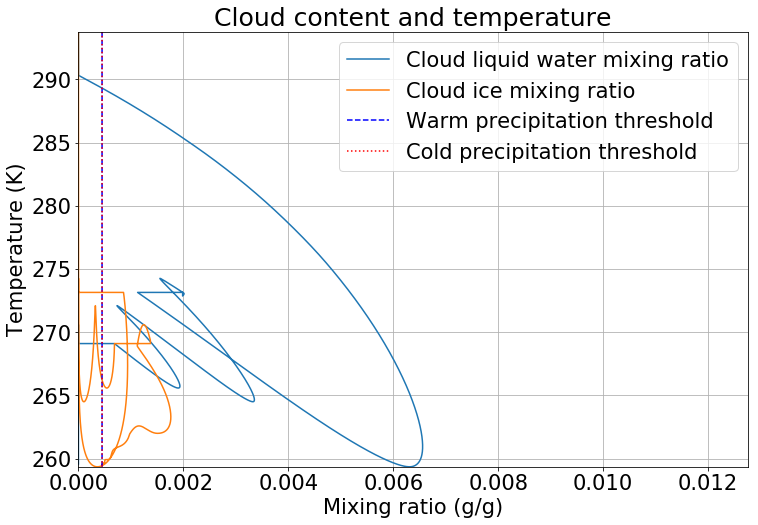 Cloud content and temperature
Cloud liquid water mixing ratio
Cloud ice mixing ratio
Warm precipitation threshold
Cold precipitation threshold
Temperature (K)
290
285
280
275
270
265
260
0.000 0.002 0.004 0.006 0.008 0.010 0.012
Mixing ratio (g/g)